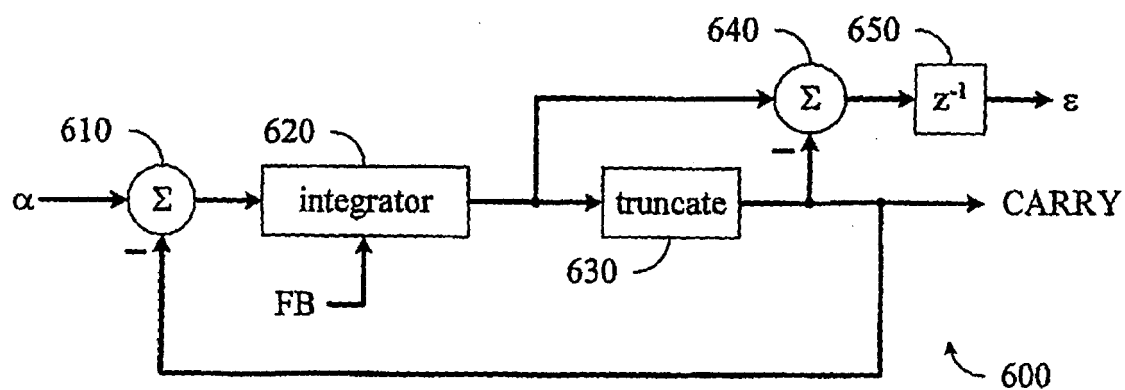 640
650
Σ
z⁻¹
ε
610
620
α
Σ
integrator
truncate
CARRY
–
–
630
FB
600